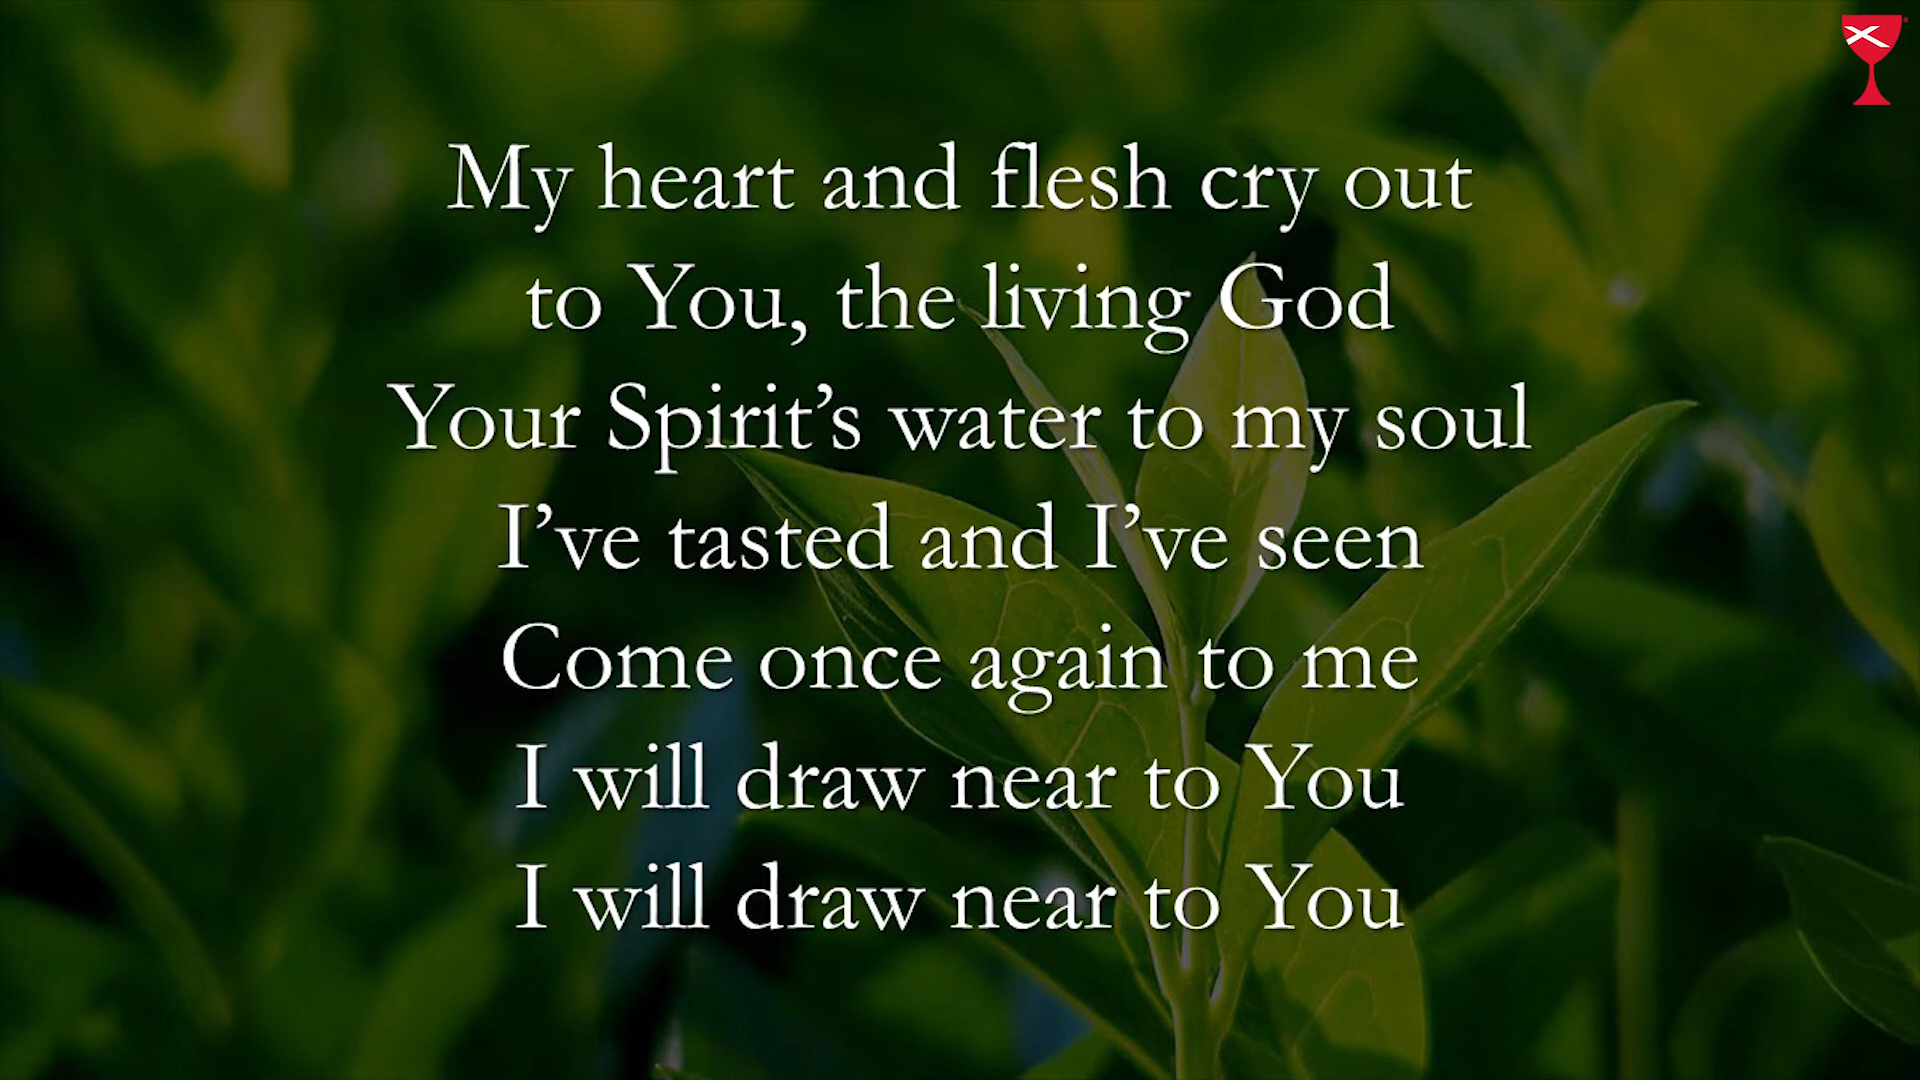 My heart and flesh cry out
to You, the living God
Your Spirit’s water to my soul
I’ve tasted and I’ve seen
Come once again to me
I will draw near to You
I will draw near to You